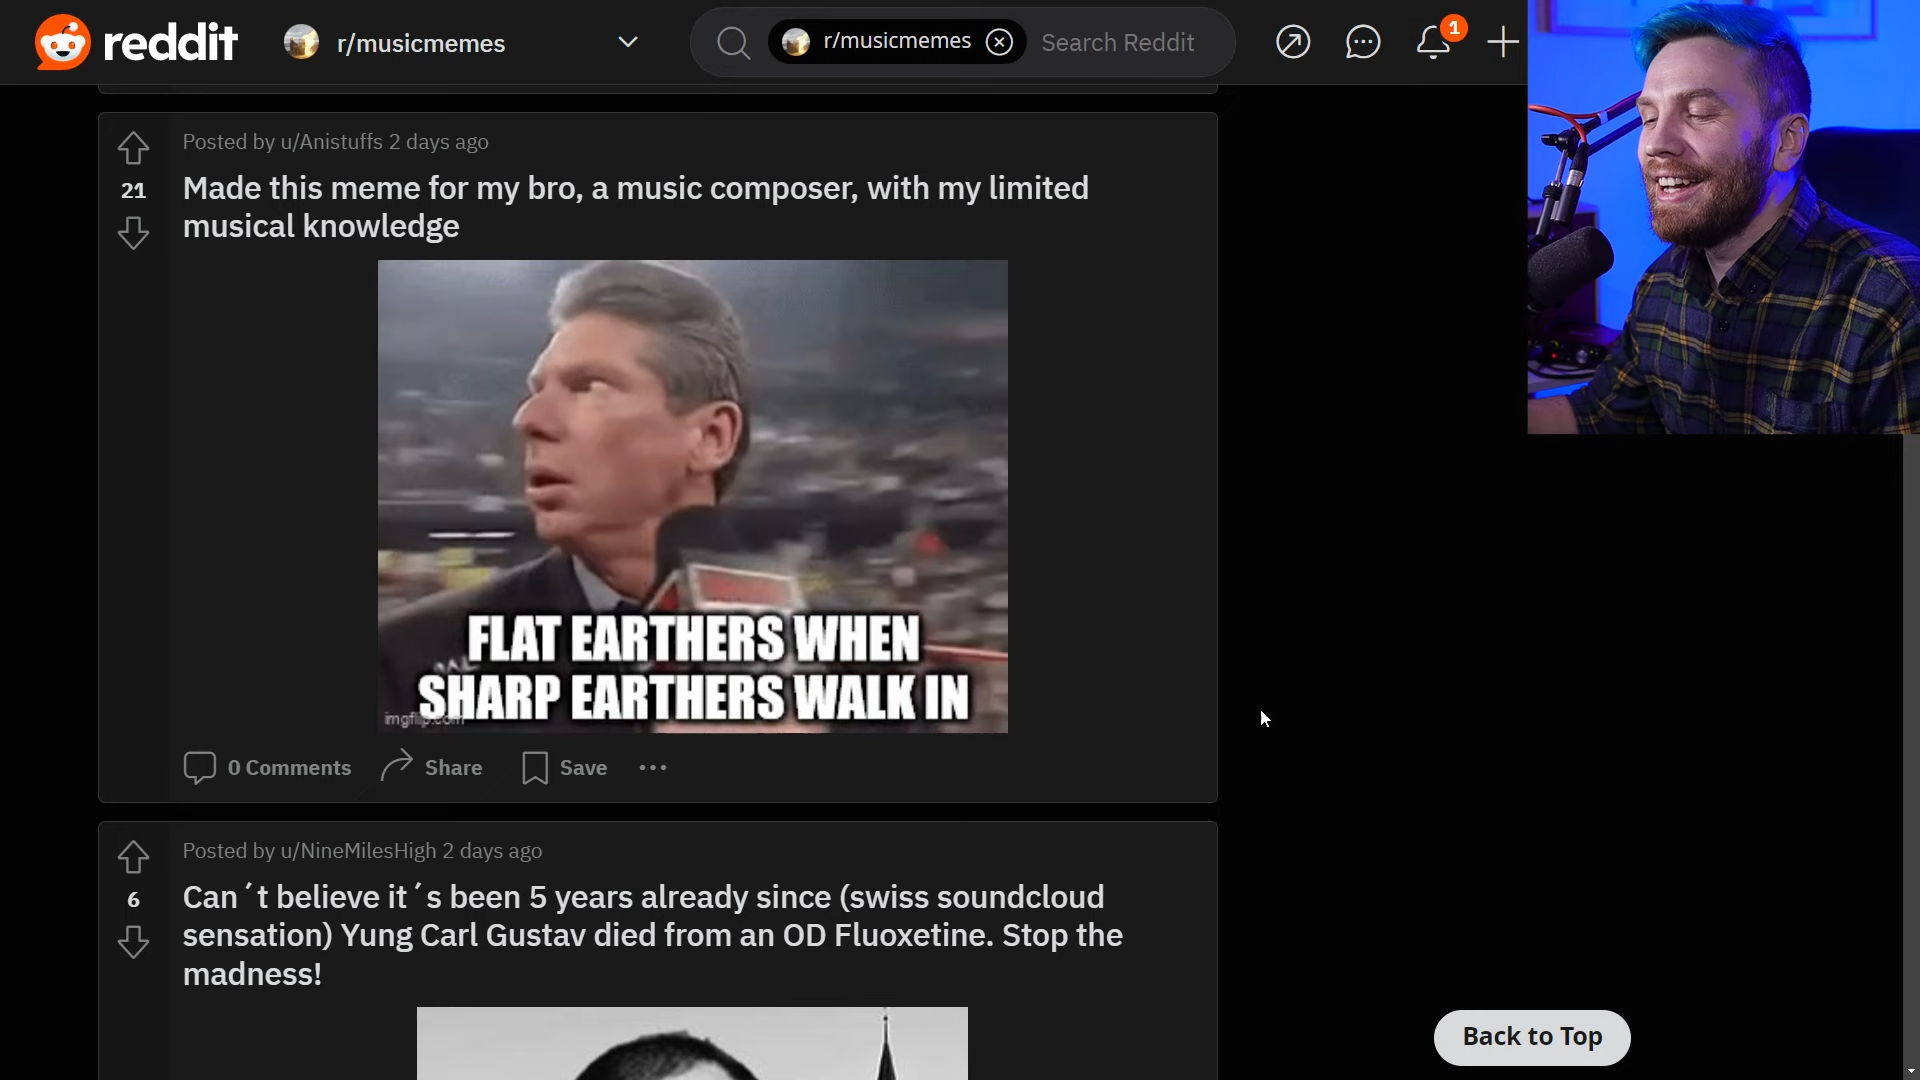 reddit
r/musicmemes
r/musicmemes
Search Reddit
1
Posted by u/Anistuffs 2 days ago
21
Made this meme for my bro, a music composer, with my limited
musical knowledge
FLAT EARTHERS WHEN
SHARP EARTHERS WALK IN
imgflip.com
0 Comments
Share
Save
Posted by u/NineMilesHigh 2 days ago
6
Can´t believe it´s been 5 years already since (swiss soundcloud
sensation) Yung Carl Gustav died from an OD Fluoxetine. Stop the
madness!
Back to Top